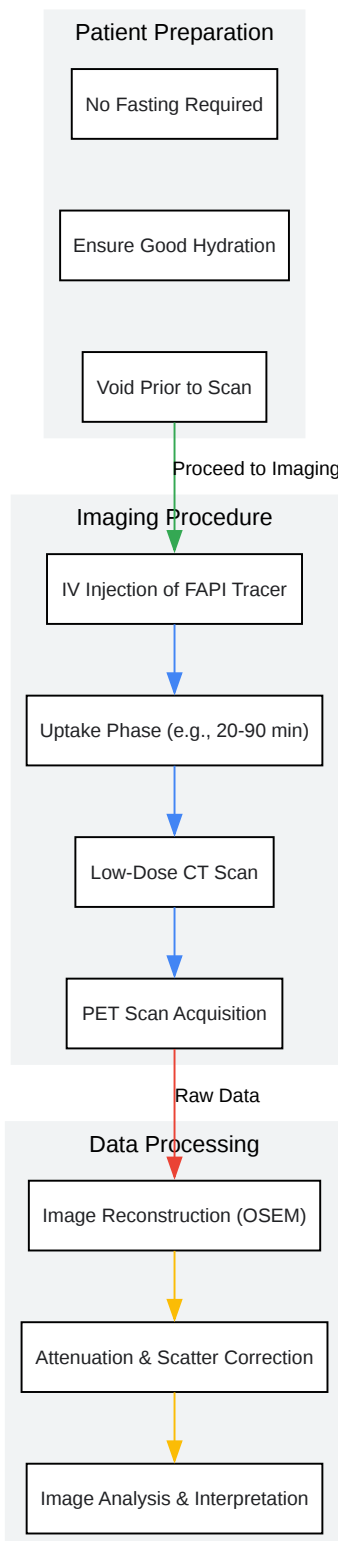 Patient Preparation
No Fasting Required
Ensure Good Hydration
Void Prior to Scan
Proceed to Imaging
Imaging Procedure
IV Injection of FAPI Tracer
Uptake Phase (e.g., 20-90 min)
Low-Dose CT Scan
PET Scan Acquisition
Raw Data
Data Processing
Image Reconstruction (OSEM)
Attenuation & Scatter Correction
Image Analysis & Interpretation